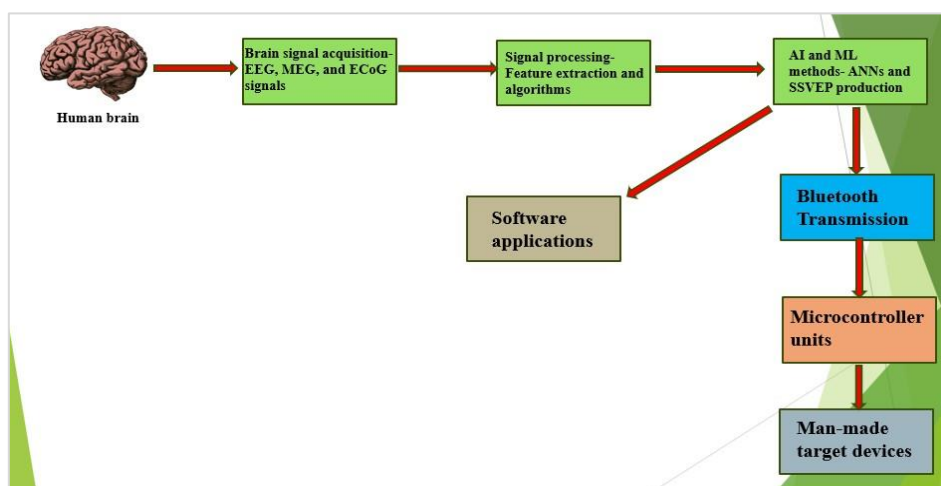 Human brain
Brain signal acquisition-
EEG, MEG, and ECoG
signals
Signal processing-
Feature extraction and
algorithms
AI and ML
methods- ANNs and
SSVEP production
Software
applications
Bluetooth
Transmission
Microcontroller
units
Man-made
target devices